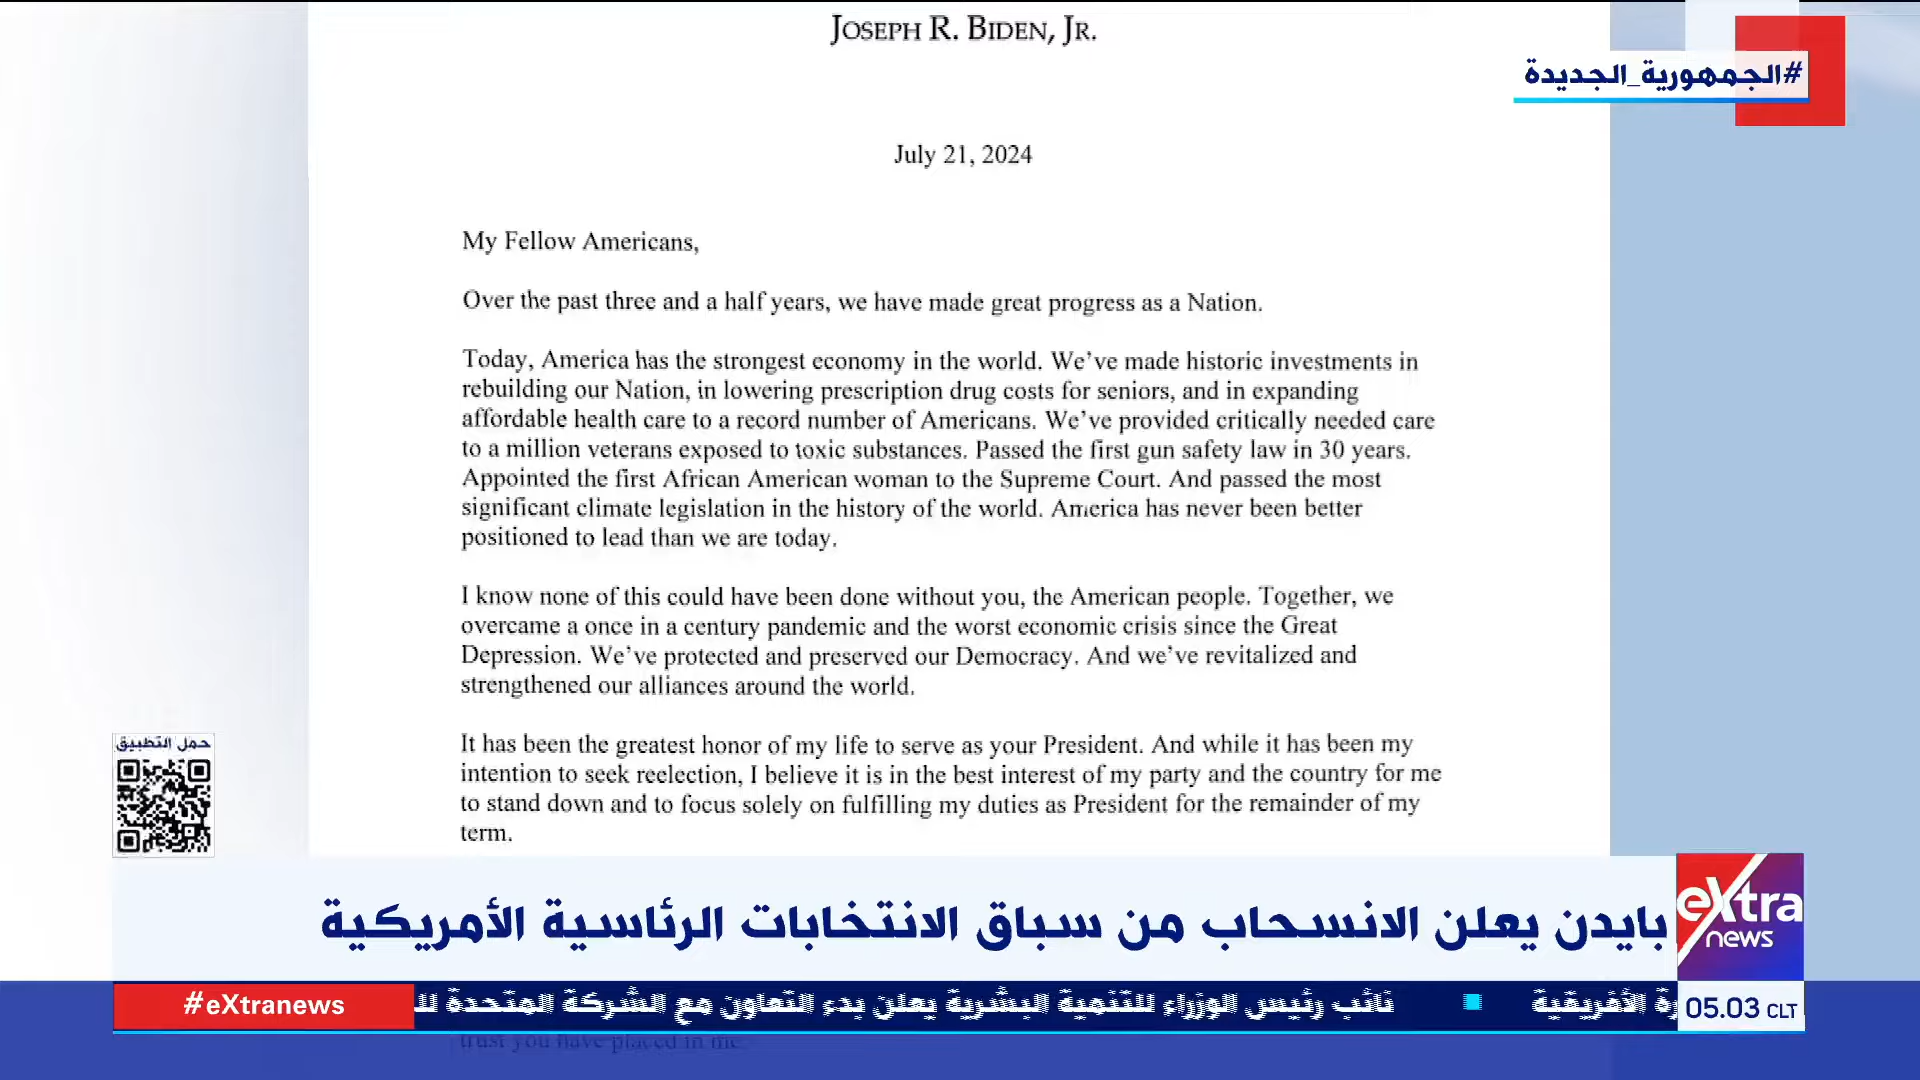 JOSEPH R. BIDEN, JR.
#الجمهورية_الجديدة
July 21, 2024
My Fellow Americans,
Over the past three and a half years, we have made great progress as a Nation.
Today, America has the strongest economy in the world. We've made historic investments in
rebuilding our Nation, in lowering prescription drug costs for seniors, and in expanding
affordable health care to a record number of Americans. We've provided critically needed care
to a million veterans exposed to toxic substances. Passed the first gun safety law in 30 years.
Appointed the first African American woman to the Supreme Court. And passed the most
significant climate legislation in the history of the world. America has never been better
positioned to lead than we are today.
I know none of this could have been done without you, the American people. Together, we
overcame a once in a century pandemic and the worst economic crisis since the Great
Depression. We've protected and preserved our Democracy. And we've revitalized and
strengthened our alliances around the world.
It has been the greatest honor of my life to serve as your President. And while it has been my
intention to seek reelection, I believe it is in the best interest of my party and the country for me
to stand down and to focus solely on fulfilling my duties as President for the remainder of my
term.
حمل التطبيق
بايدن يعلن الانسحاب من سباق الانتخابات الرئاسية الأمريكية
eXtra
news
#eXtranews
الأفريقية ■ نائب رئيس الوزراء للتنمية البشرية يعلن بدء التعاون مع الشركة المتحدة
05.03 CLT
trust you have placed in me.